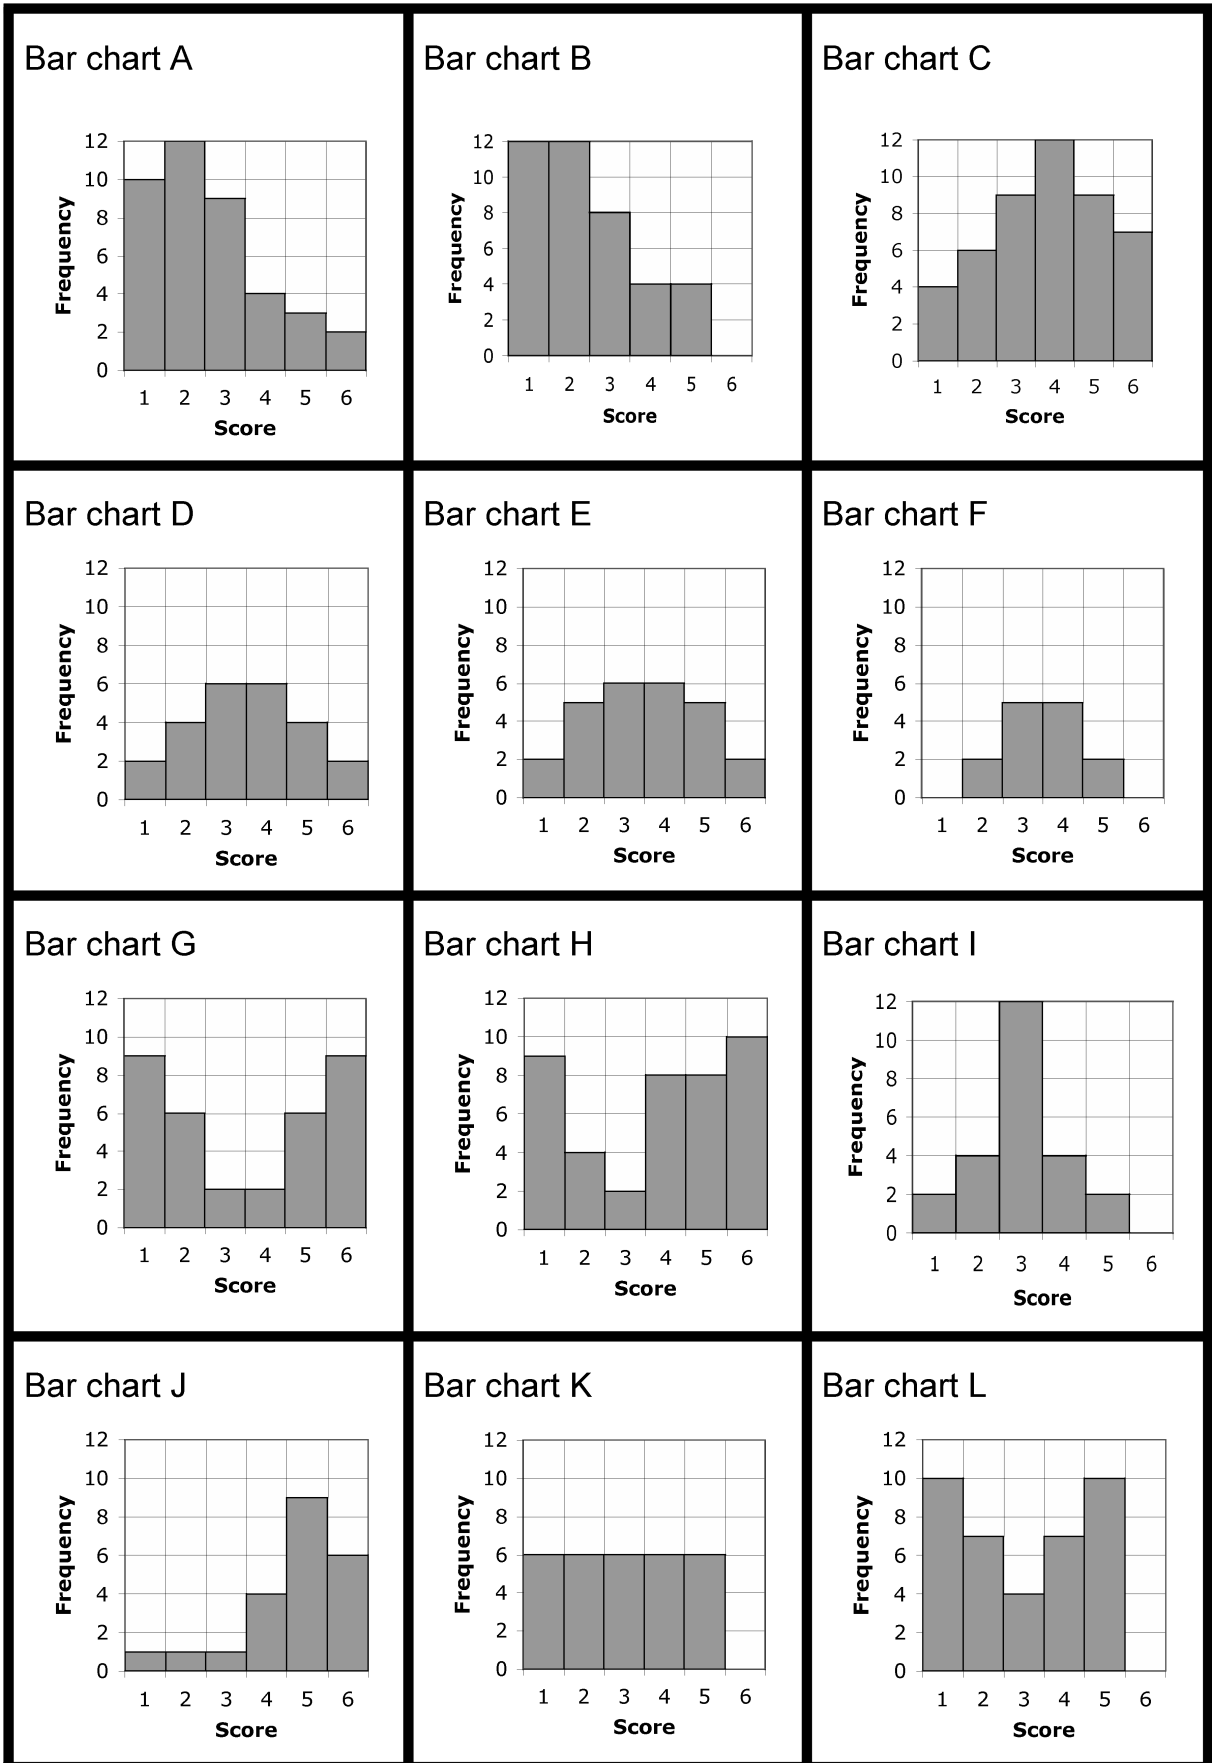 Bar chart A
12
10
8
6
4
2
0
Frequency
1 2 3 4 5 6
Score
Bar chart B
12
10
8
6
4
2
0
Frequency
1 2 3 4 5 6
Score
Bar chart C
12
10
8
6
4
2
0
Frequency
1 2 3 4 5 6
Score
Bar chart D
12
10
8
6
4
2
0
Frequency
1 2 3 4 5 6
Score
Bar chart E
12
10
8
6
4
2
0
Frequency
1 2 3 4 5 6
Score
Bar chart F
12
10
8
6
4
2
0
Frequency
1 2 3 4 5 6
Score
Bar chart G
12
10
8
6
4
2
0
Frequency
1 2 3 4 5 6
Score
Bar chart H
12
10
8
6
4
2
0
Frequency
1 2 3 4 5 6
Score
Bar chart I
12
10
8
6
4
2
0
Frequency
1 2 3 4 5 6
Score
Bar chart J
12
10
8
6
4
2
0
Frequency
1 2 3 4 5 6
Score
Bar chart K
12
10
8
6
4
2
0
Frequency
1 2 3 4 5 6
Score
Bar chart L
12
10
8
6
4
2
0
Frequency
1 2 3 4 5 6
Score